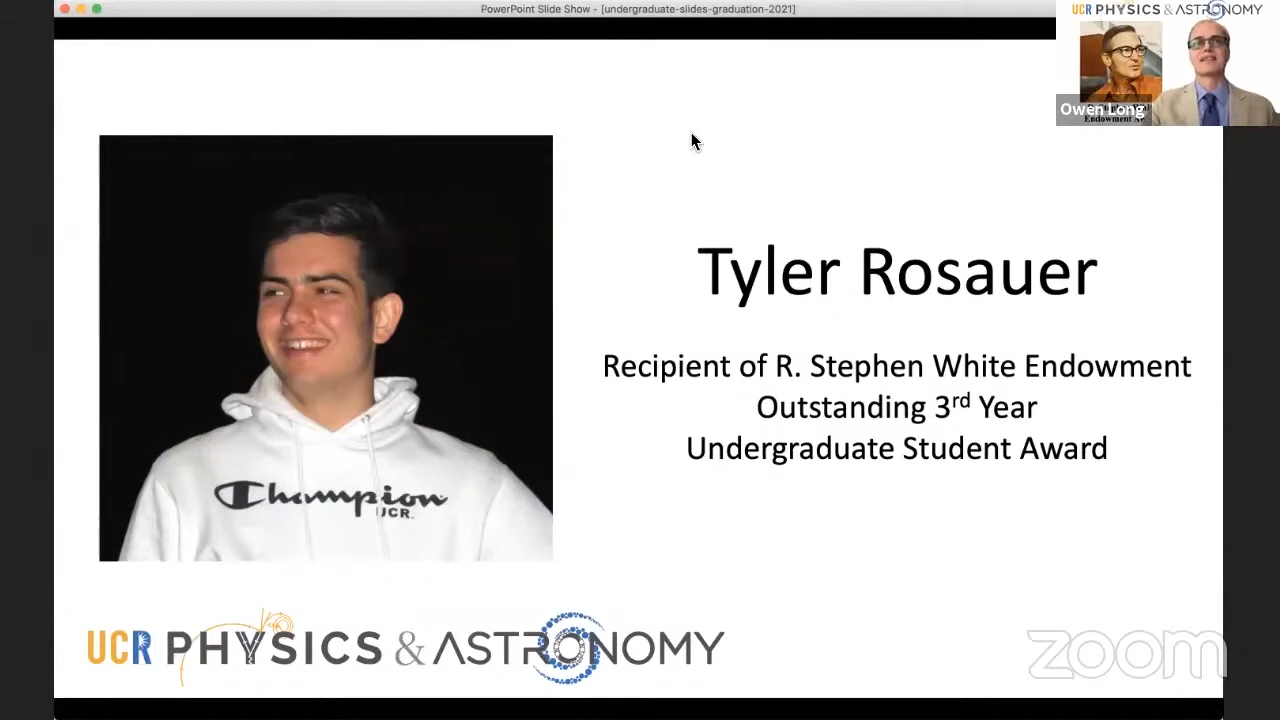 PowerPoint Slide Show - [undergraduate-slides-graduation-2021]
UCR PHYSICS & ASTRONOMY
Owen Long
Endowment
Tyler Rosauer
Recipient of R. Stephen White Endowment
Outstanding 3rd Year
Undergraduate Student Award
Champion
UCR.
UCR PHYSICS & ASTRONOMY
zoom